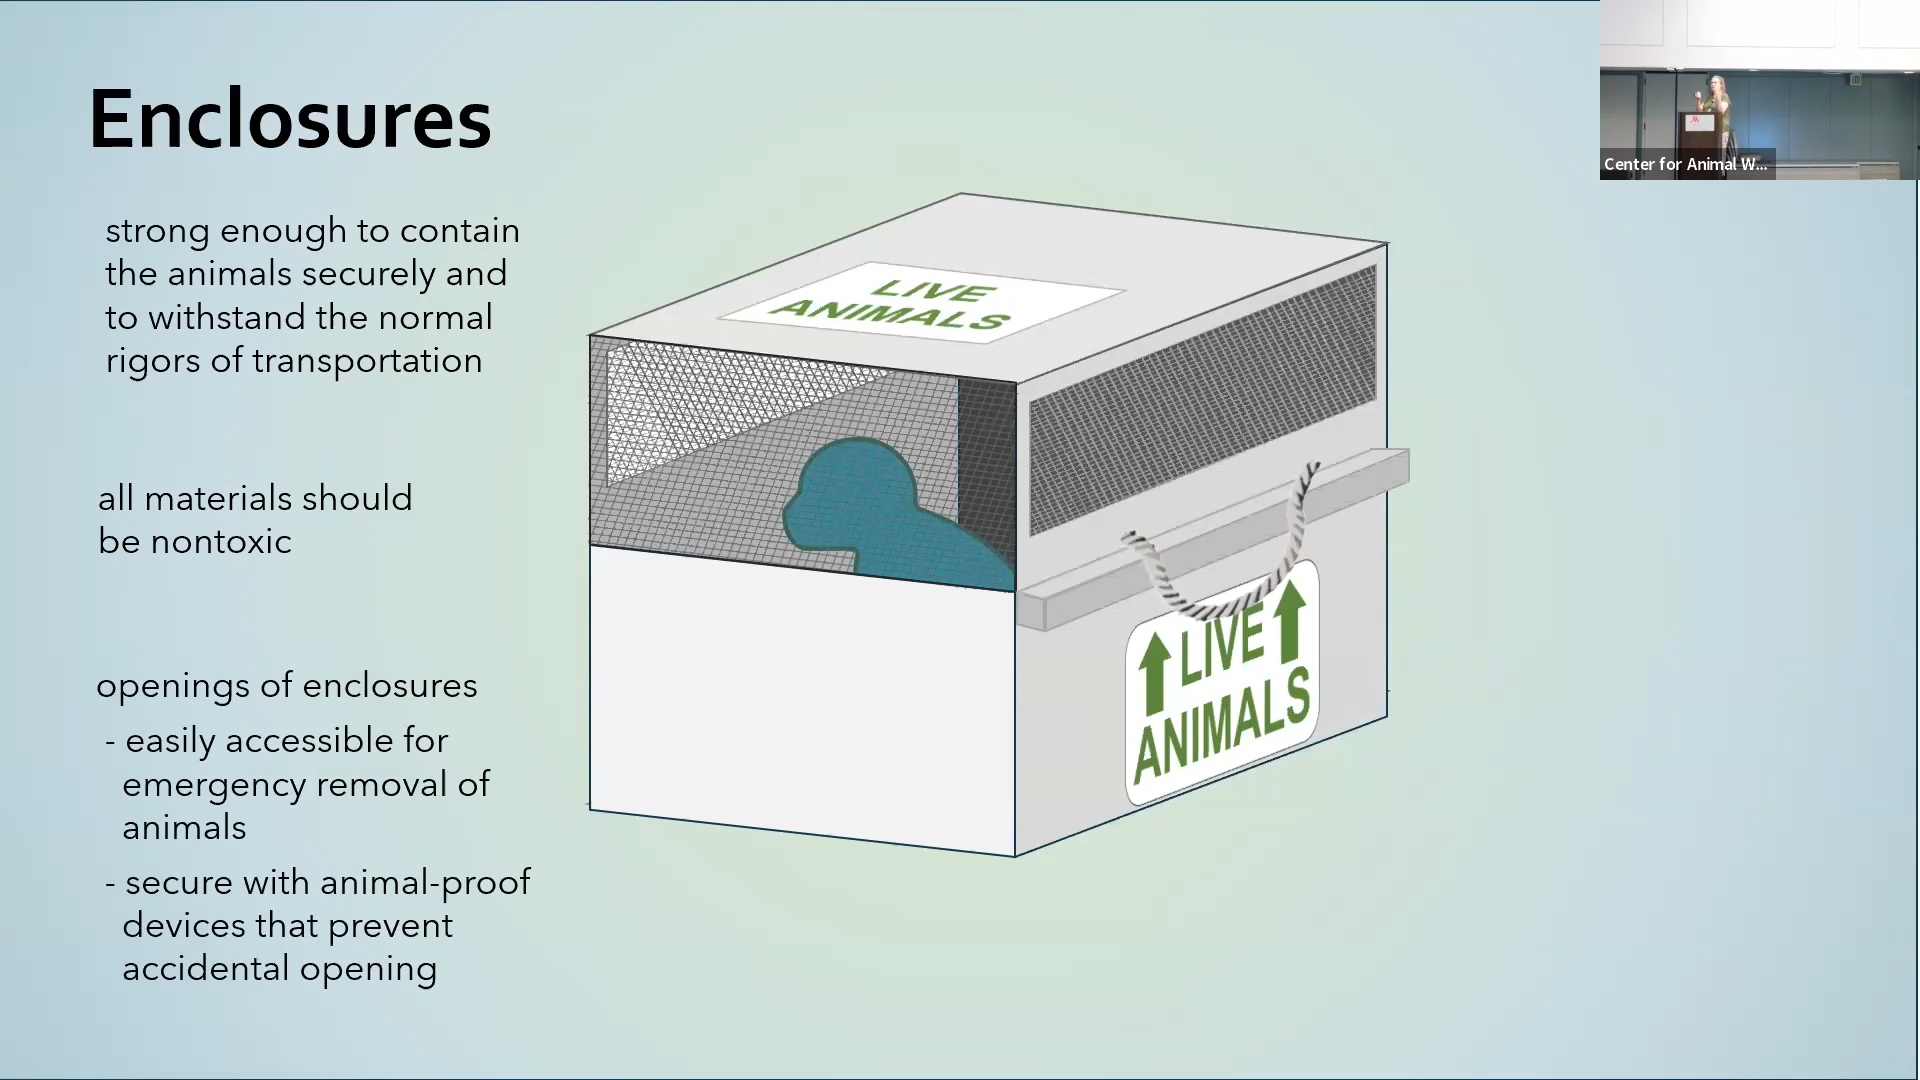 Enclosures
strong enough to contain
the animals securely and
to withstand the normal
rigors of transportation
all materials should
be nontoxic
openings of enclosures
- easily accessible for
emergency removal of
animals
- secure with animal-proof
devices that prevent
accidental opening
LIVE
ANIMALS
LIVE
ANIMALS
Center for Animal W...